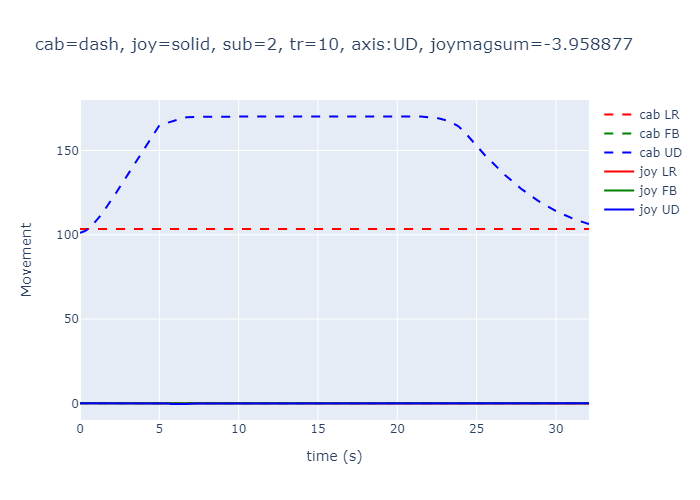 cab=dash, joy=solid, sub=2, tr=10, axis:UD, joymagsum=-3.958877
cab LR
cab FB
cab UD
joy LR
joy FB
joy UD
Movement
150
100
50
0
0
5
10
15
20
25
30
time (s)